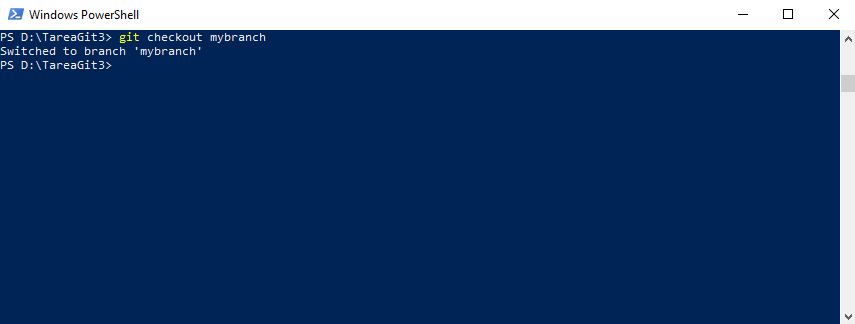 Windows PowerShell
PS D:\TareaGit3> git checkout mybranch
Switched to branch 'mybranch'
PS D:\TareaGit3>